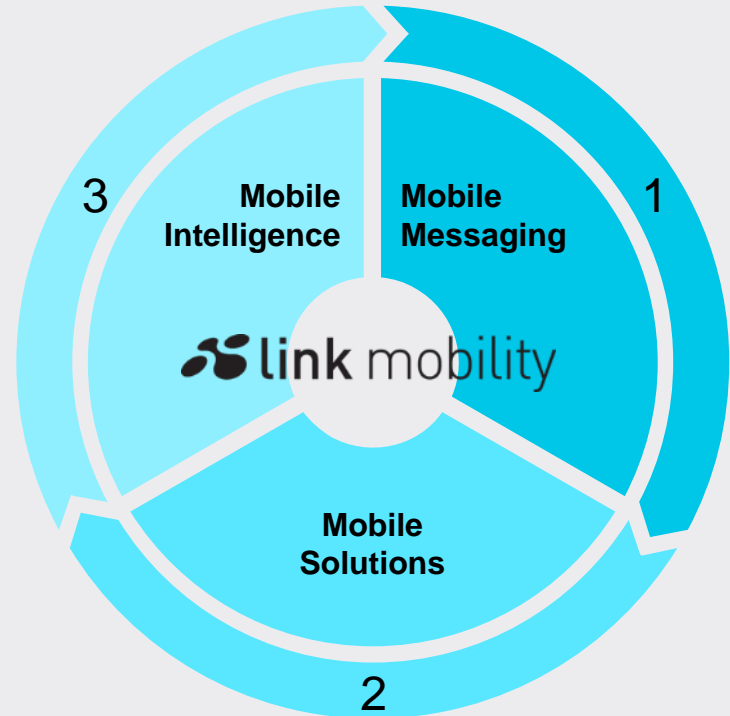 3
Mobile
Intelligence
Mobile
Messaging
1
link mobility
Mobile
Solutions
2